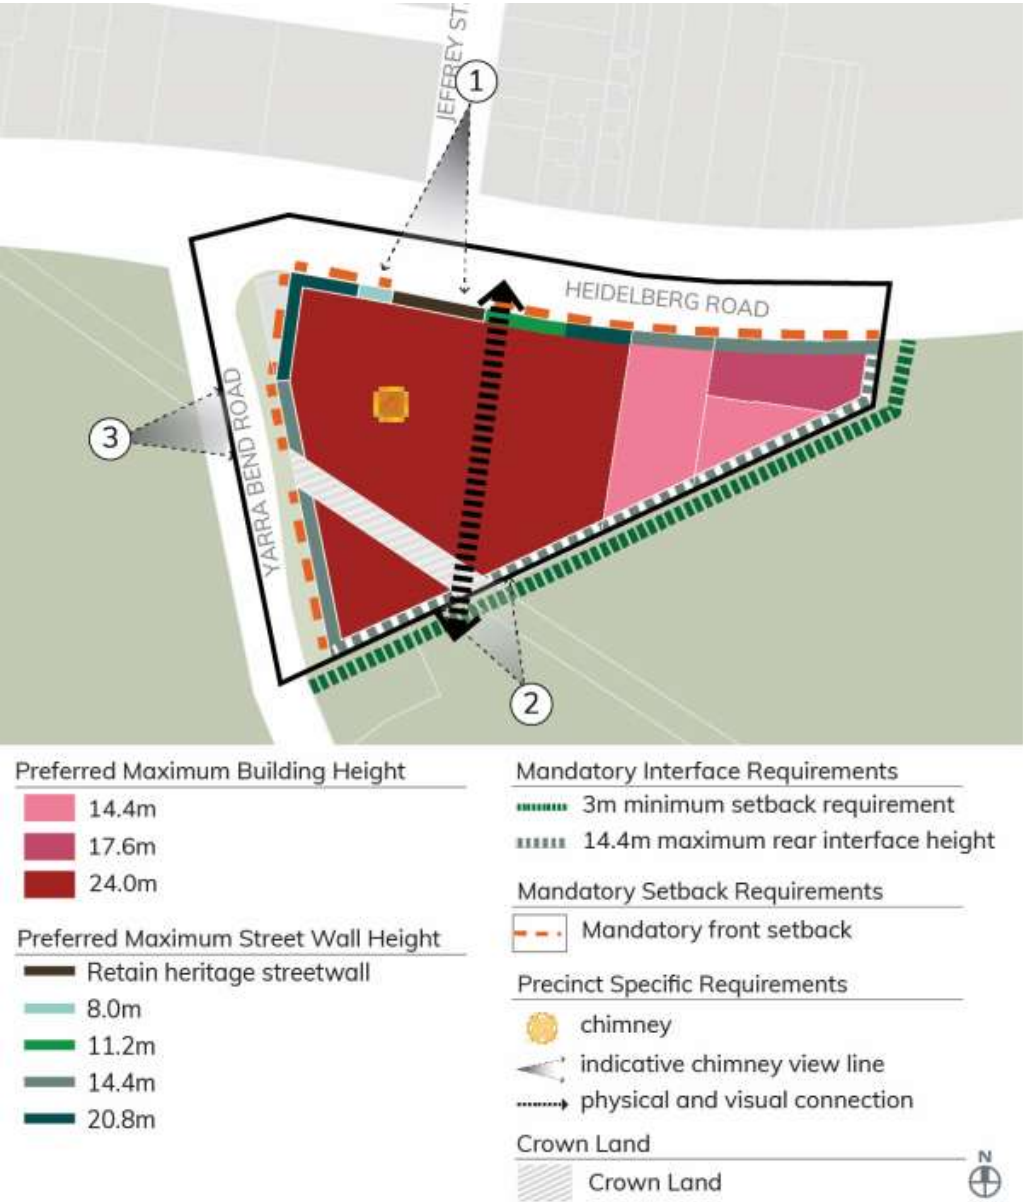 JEFFREY ST.
1
HEIDELBERG ROAD
3
YARRA BEND ROAD
2
Preferred Maximum Building Height
14.4m
17.6m
24.0m
Preferred Maximum Street Wall Height
Retain heritage streetwall
8.0m
11.2m
14.4m
20.8m
Mandatory Interface Requirements
3m minimum setback requirement
14.4m maximum rear interface height
Mandatory Setback Requirements
Mandatory front setback
Precinct Specific Requirements
chimney
indicative chimney view line
physical and visual connection
Crown Land
Crown Land
N